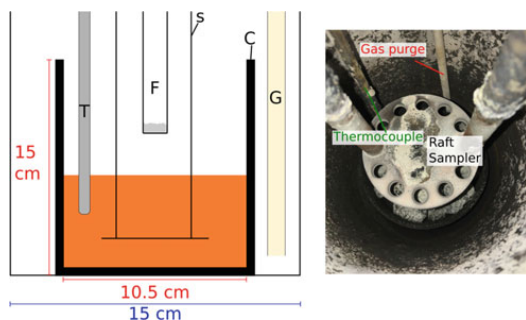 s
C
F
T
G
15
cm
10.5 cm
15 cm
Gas purge
Thermocouple
Raft
Sampler